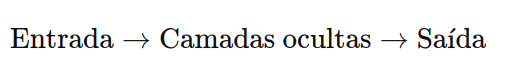 Entrada → Camadas ocultas → Saída